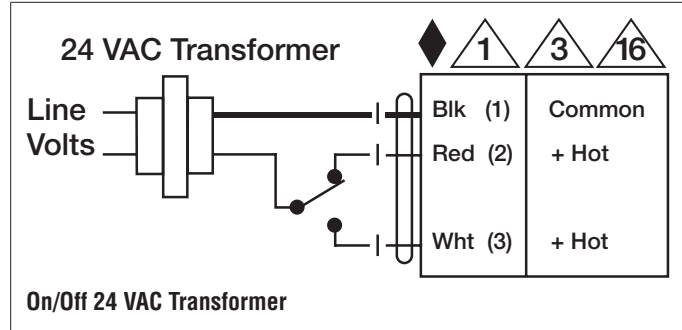 24 VAC Transformer
1 3 16
Line
Volts
Blk (1) Common
Red (2) + Hot
Wht (3) + Hot
On/Off 24 VAC Transformer